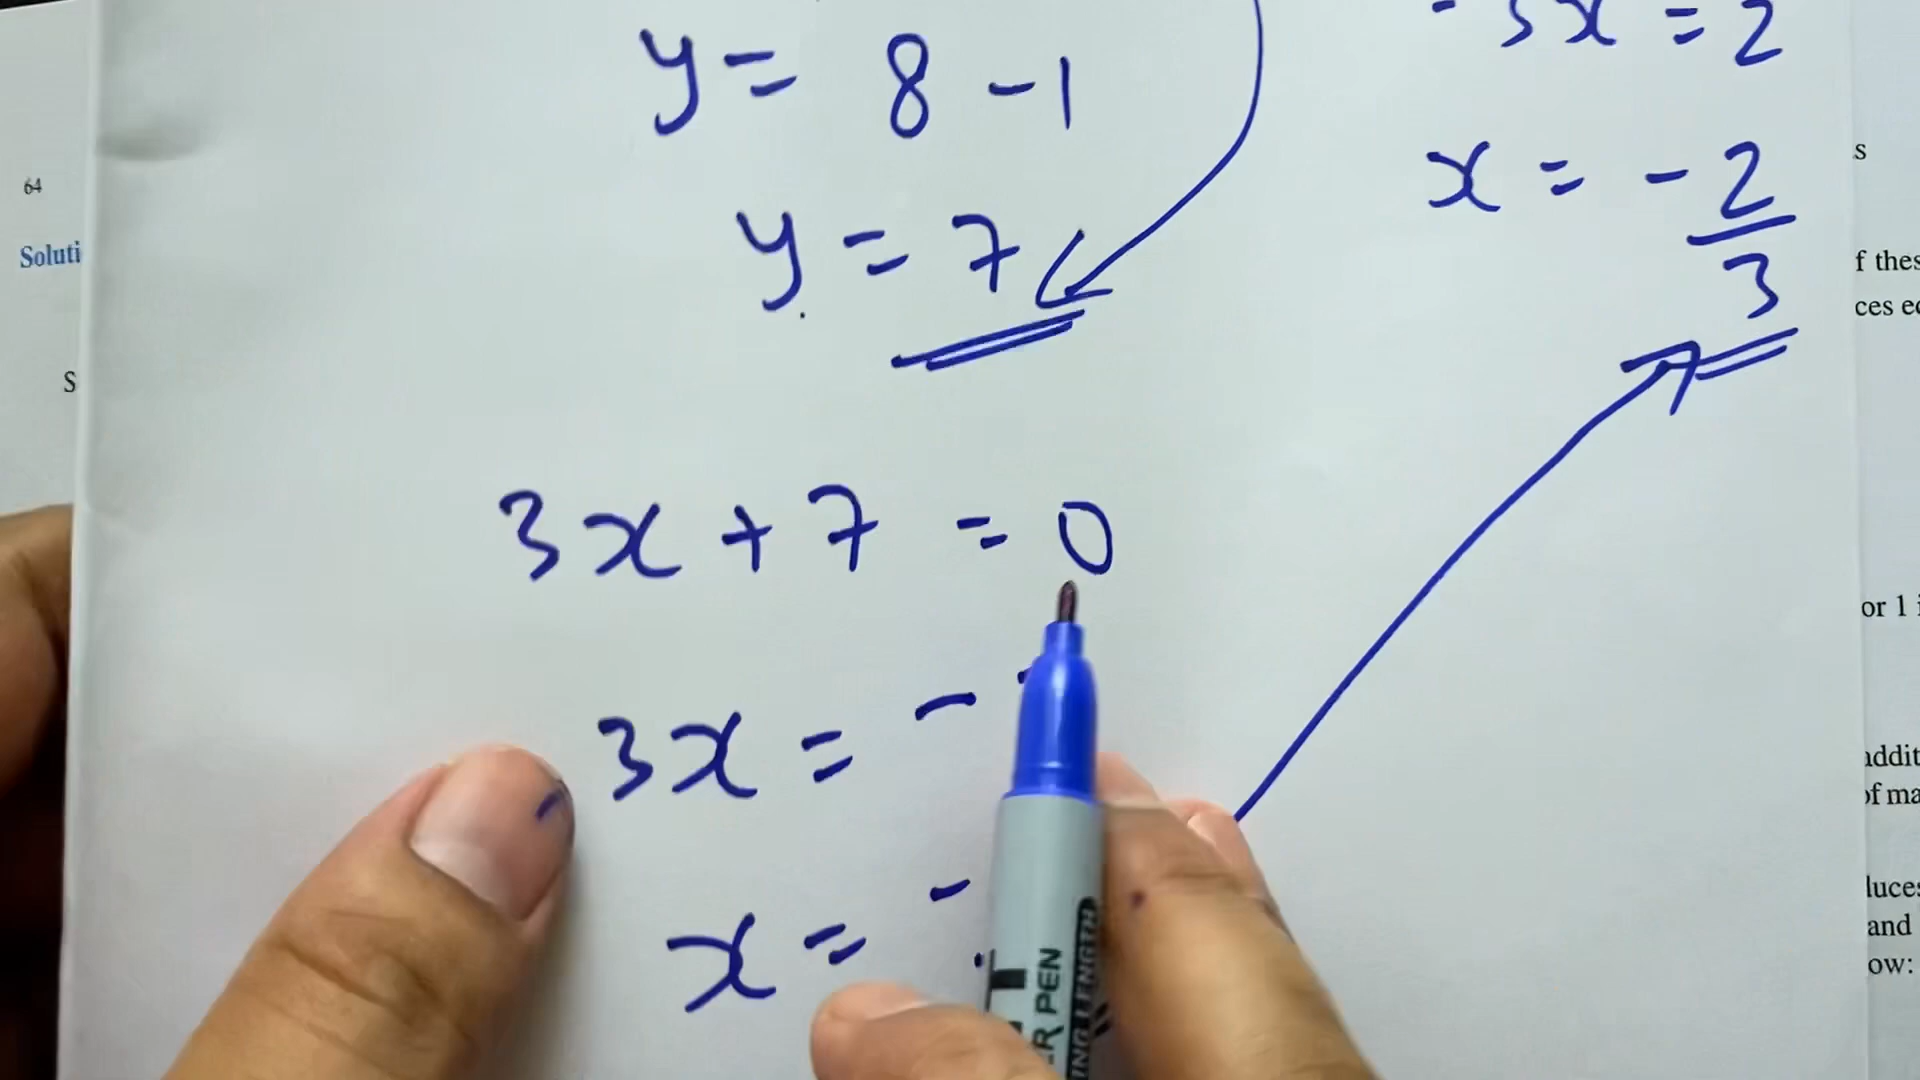 y = 8 - 1
y = 7
- 3x = 2
x = - 2
3
3x + 7 = 0
3x = -
x = -
64
Soluti
S
s
f thes
or 1 i
addit
of ma
luces
and
ow:
ER PEN